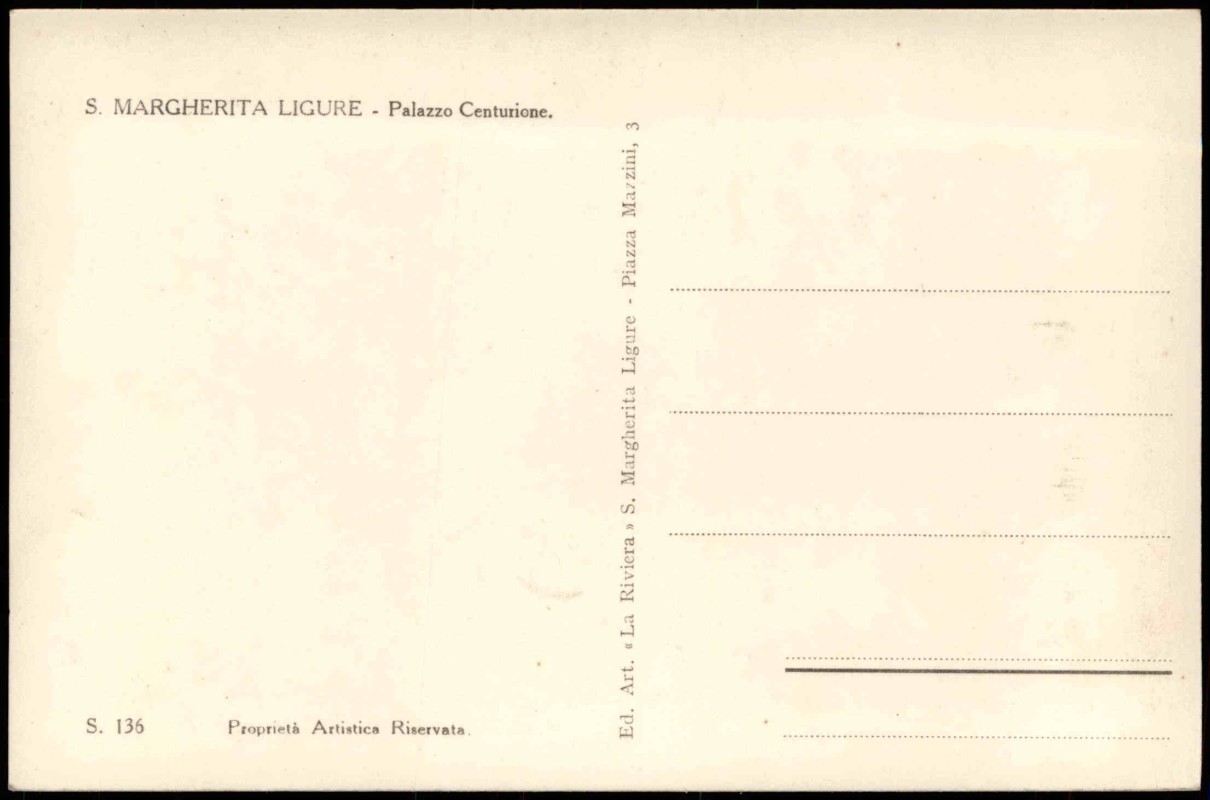 S. MARGHERITA LIGURE - Palazzo Centurione.
Ed. Art. « La Riviera » S. Margherita Ligure - Piazza Mazzini, 3
S. 136 Proprietà Artistica Riservata.